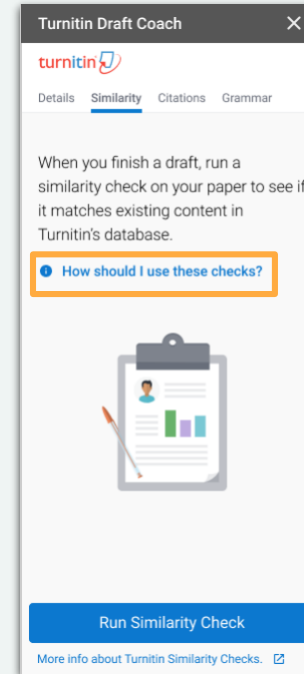 Turnitin Draft Coach
turnitin
Details Similarity Citations Grammar
When you finish a draft, run a
similarity check on your paper to see if
it matches existing content in
Turnitin's database.
How should I use these checks?
Run Similarity Check
More info about Turnitin Similarity Checks.